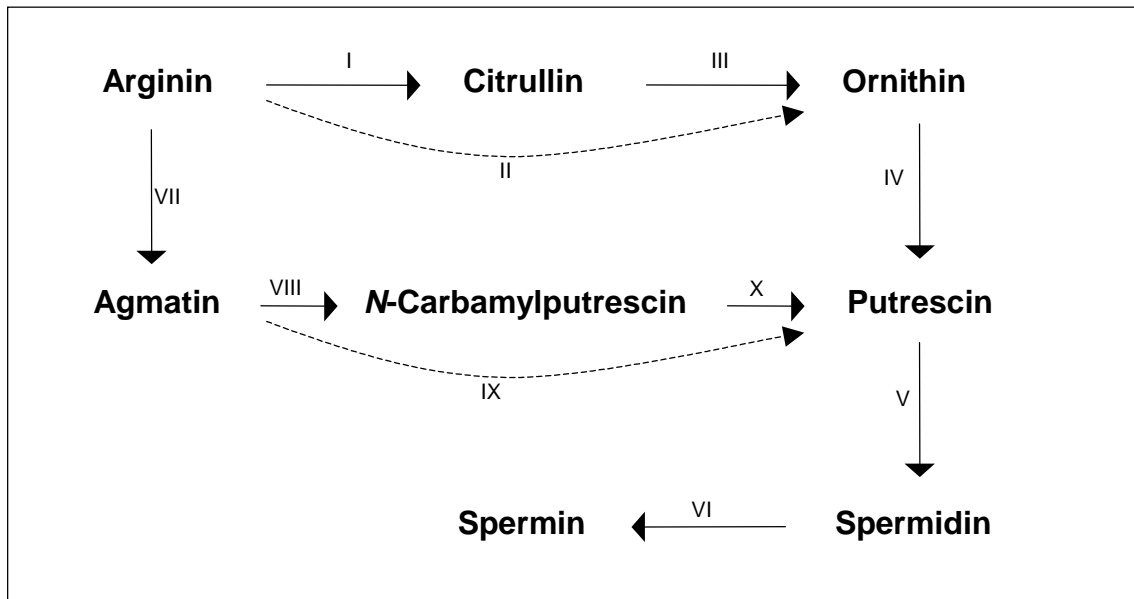 I III
Arginin Citrullin Ornithin
II
VII IV
VIII X
Agmatin N-Carbamylputrescin Putrescin
IX
V
VI
Spermin Spermidin